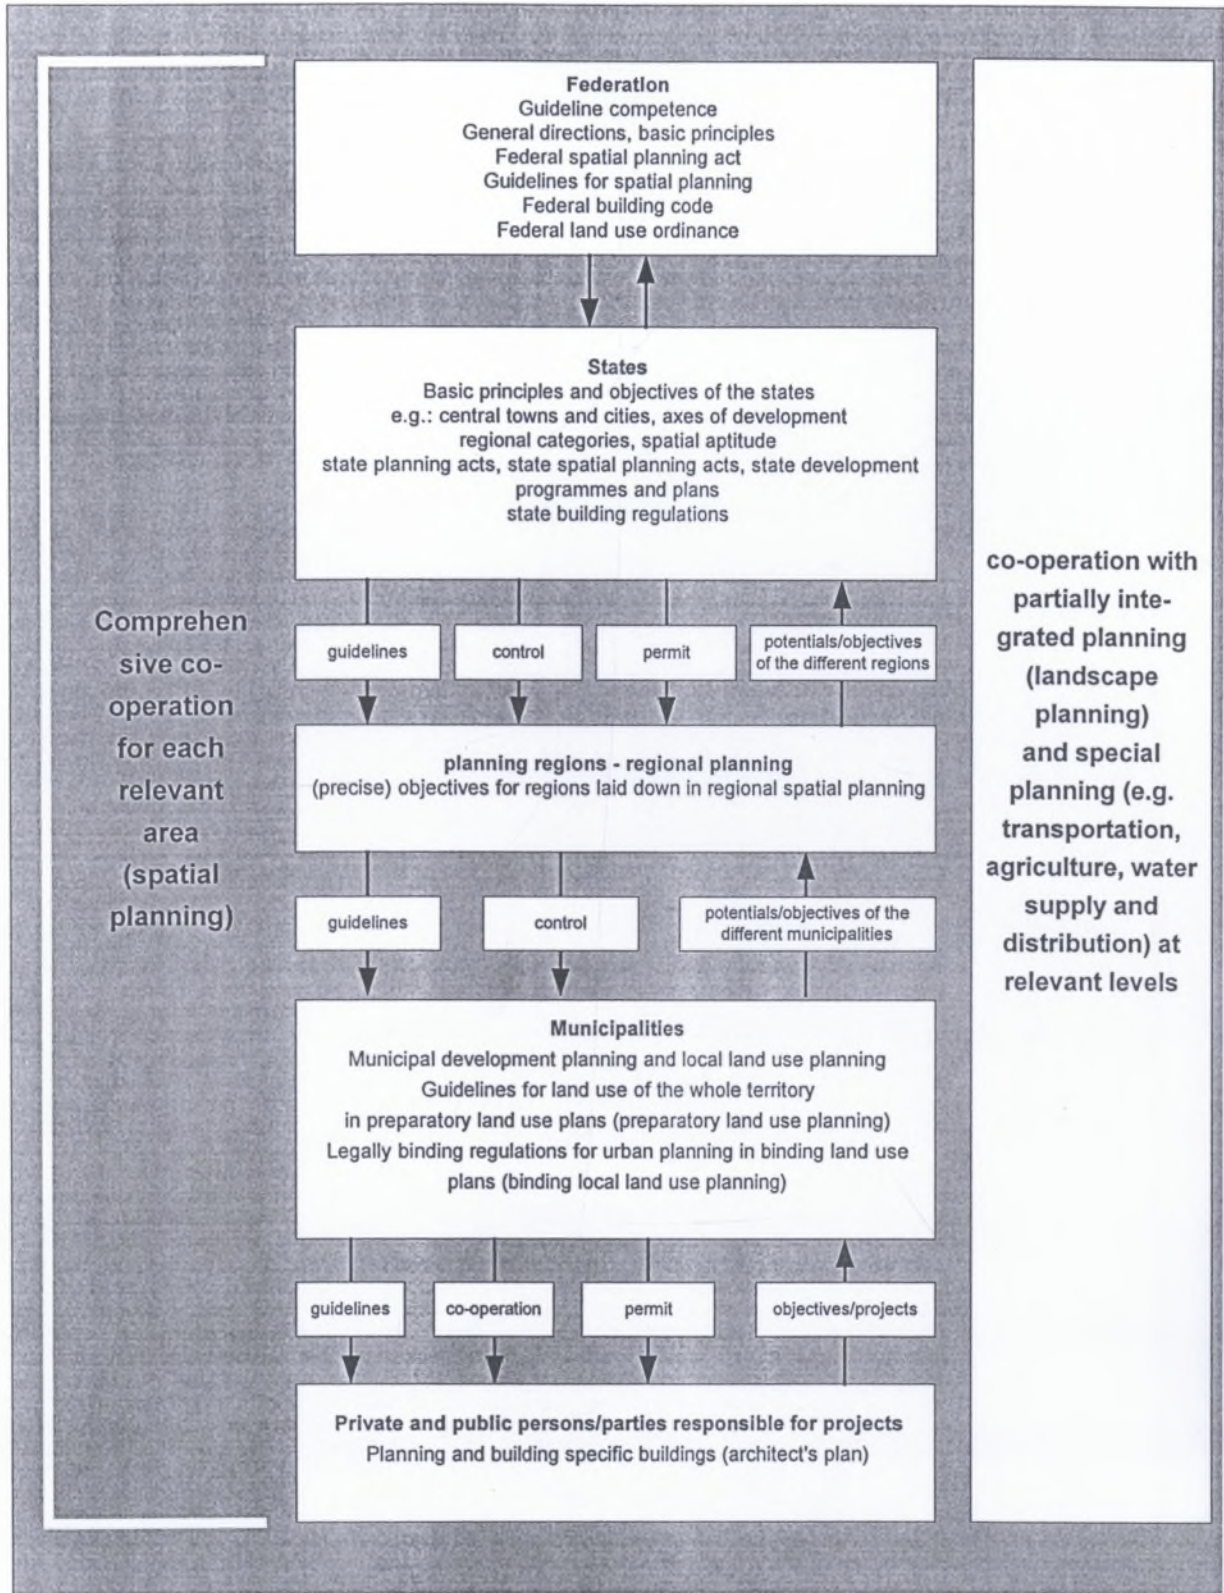 Federation
Guideline competence
General directions, basic principles
Federal spatial planning act
Guidelines for spatial planning
Federal building code
Federal land use ordinance
States
Basic principles and objectives of the states
e.g.: central towns and cities, axes of development
regional categories, spatial aptitude
state planning acts, state spatial planning acts, state development
programmes and plans
state building regulations
guidelines
control
permit
potentials/objectives
of the different regions
planning regions - regional planning
(precise) objectives for regions laid down in regional spatial planning
guidelines
control
potentials/objectives of the
different municipalities
Municipalities
Municipal development planning and local land use planning
Guidelines for land use of the whole territory
in preparatory land use plans (preparatory land use planning)
Legally binding regulations for urban planning in binding land use
plans (binding local land use planning)
guidelines
co-operation
permit
objectives/projects
Private and public persons/parties responsible for projects
Planning and building specific buildings (architect's plan)
Comprehen
sive co-
operation
for each
relevant
area
(spatial
planning)
co-operation with
partially inte-
grated planning
(landscape
planning)
and special
planning (e.g.
transportation,
agriculture, water
supply and
distribution) at
relevant levels